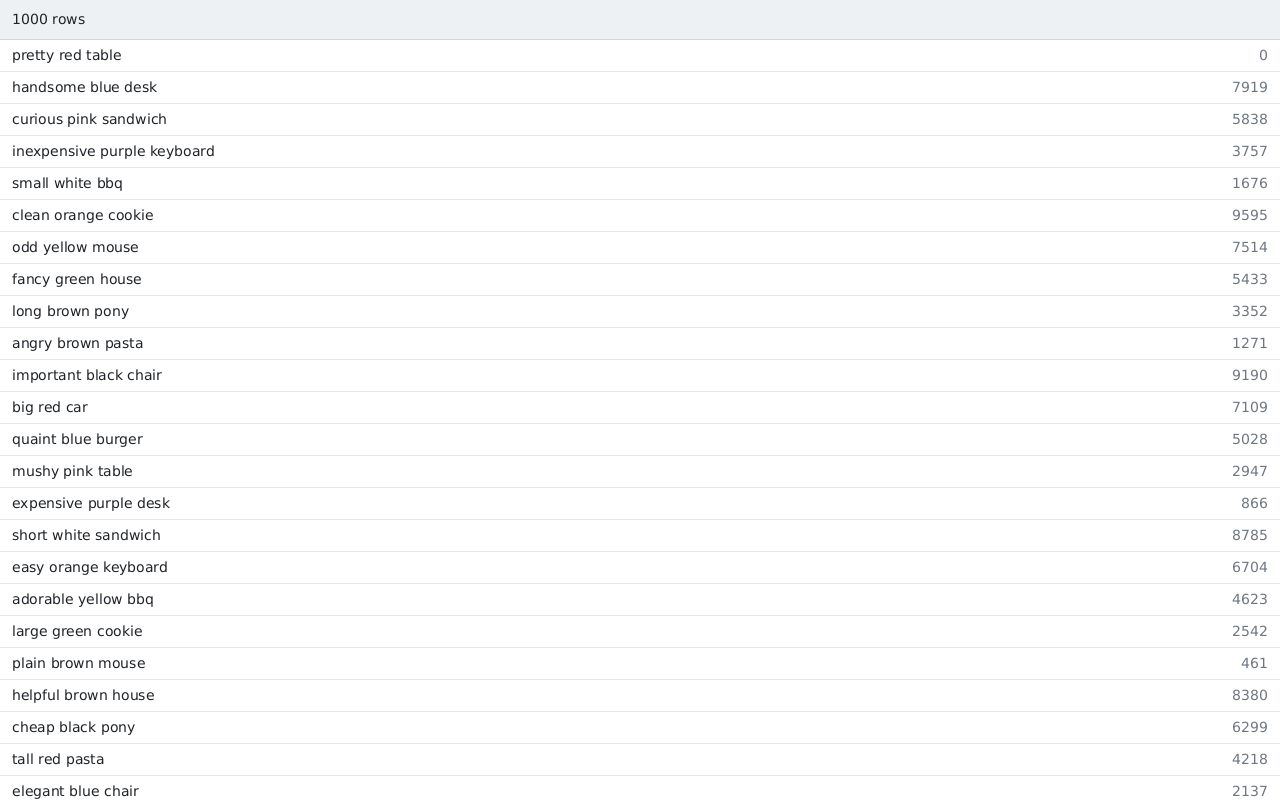 1000 rows
pretty red table 0
handsome blue desk 7919
curious pink sandwich 5838
inexpensive purple keyboard 3757
small white bbq 1676
clean orange cookie 9595
odd yellow mouse 7514
fancy green house 5433
long brown pony 3352
angry brown pasta 1271
important black chair 9190
big red car 7109
quaint blue burger 5028
mushy pink table 2947
expensive purple desk 866
short white sandwich 8785
easy orange keyboard 6704
adorable yellow bbq 4623
large green cookie 2542
plain brown mouse 461
helpful brown house 8380
cheap black pony 6299
tall red pasta 4218
elegant blue chair 2137